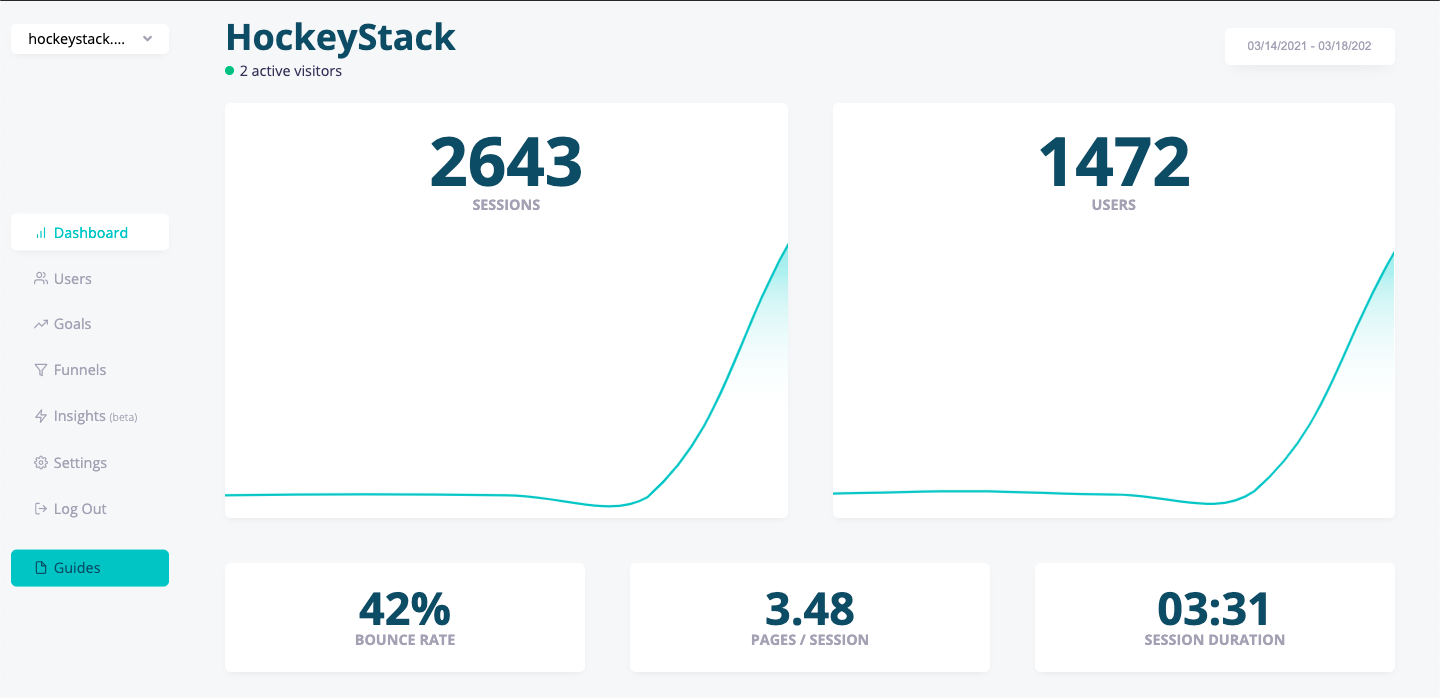 hockeystack....
HockeyStack
2 active visitors
03/14/2021 - 03/18/202
Dashboard
Users
Goals
Funnels
Insights (beta)
Settings
Log Out
Guides
2643
SESSIONS
1472
USERS
42%
BOUNCE RATE
3.48
PAGES / SESSION
03:31
SESSION DURATION